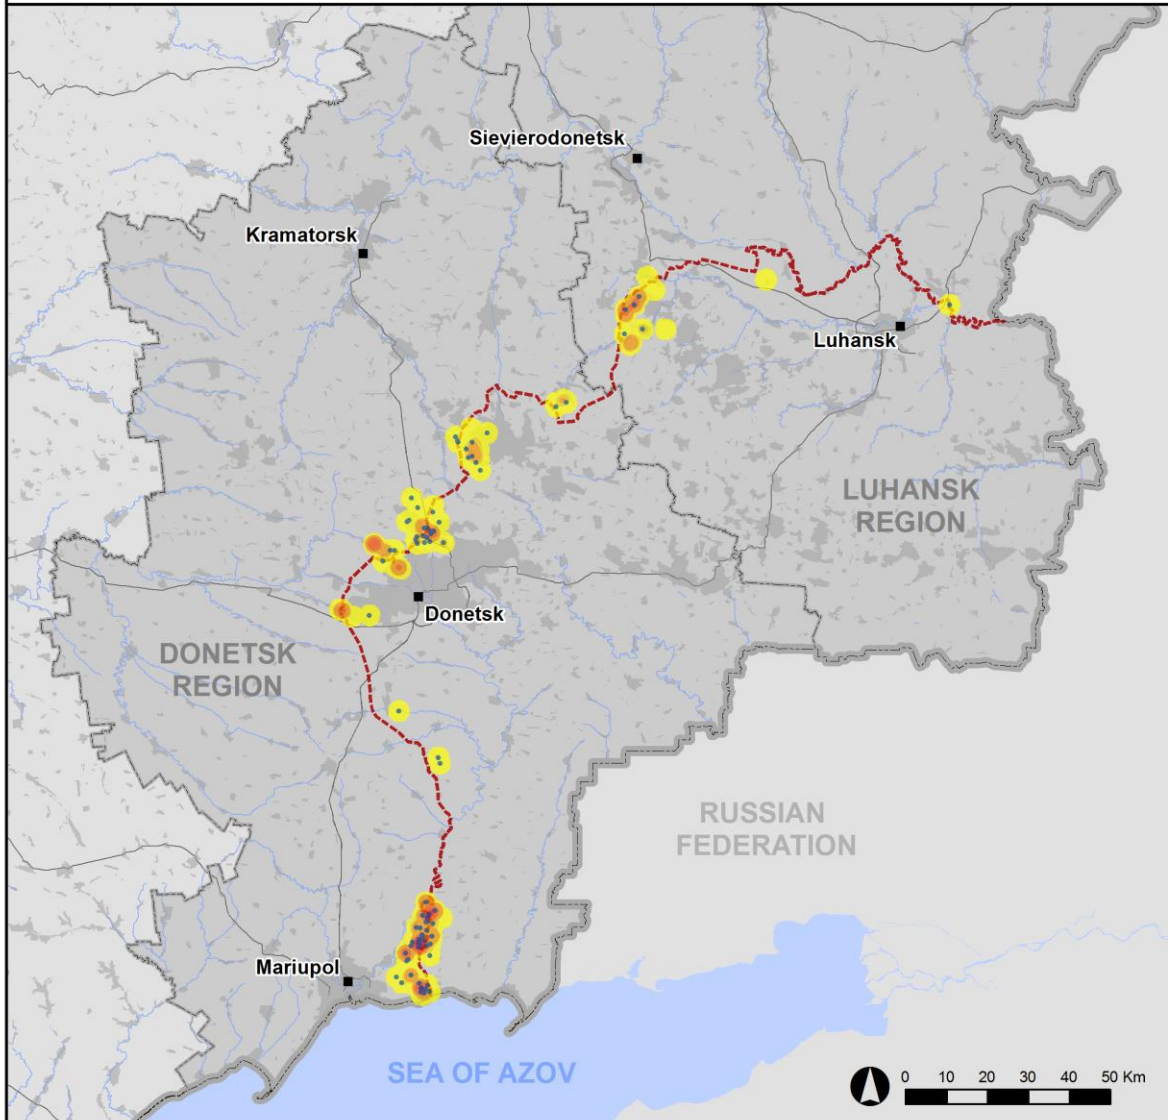 Sievierodonetsk
Kramatorsk
Luhansk
LUHANSK
REGION
Donetsk
DONETSK
REGION
RUSSIAN
FEDERATION
Mariupol
SEA OF AZOV
0 10 20 30 40 50 Km